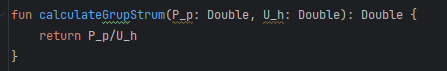 fun calculateGrupStrum(P_p: Double, U_h: Double): Double {
    return P_p/U_h
}